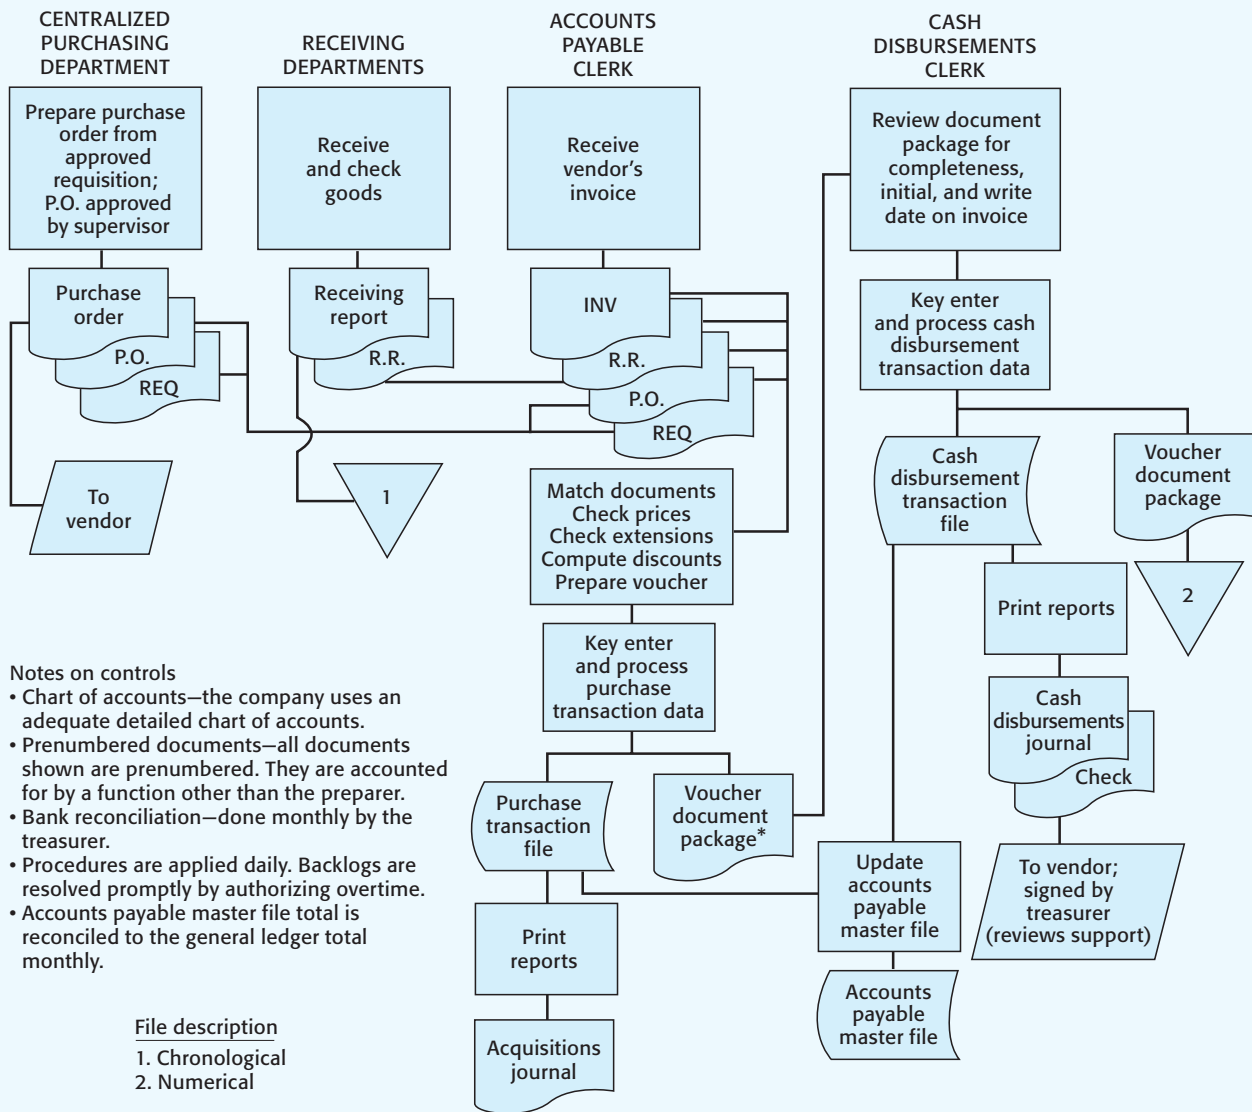 CENTRALIZED
PURCHASING
DEPARTMENT
Prepare purchase
order from
approved
requisition;
P.O. approved
by supervisor
Purchase
order
P.O.
REQ
To
vendor
RECEIVING
DEPARTMENTS
Receive
and check
goods
Receiving
report
R.R.
1
ACCOUNTS
PAYABLE
CLERK
Receive
vendor's
invoice
INV
R.R.
P.O.
REQ
Match documents
Check prices
Check extensions
Compute discounts
Prepare voucher
Key enter
and process
purchase
transaction data
Purchase
transaction
file
Voucher
document
package*
Print
reports
Acquisitions
journal
CASH
DISBURSEMENTS
CLERK
Review document
package for
completeness,
initial, and write
date on invoice
Key enter
and process cash
disbursement
transaction data
Cash
disbursement
transaction
file
Voucher
document
package
2
Print reports
Cash
disbursements
journal
Check
To vendor;
signed by
treasurer
(reviews support)
Update
accounts
payable
master file
Accounts
payable
master file
Notes on controls
• Chart of accounts—the company uses an
adequate detailed chart of accounts.
• Prenumbered documents—all documents
shown are prenumbered. They are accounted
for by a function other than the preparer.
• Bank reconciliation—done monthly by the
treasurer.
• Procedures are applied daily. Backlogs are
resolved promptly by authorizing overtime.
• Accounts payable master file total is
reconciled to the general ledger total
monthly.
File description
1. Chronological
2. Numerical